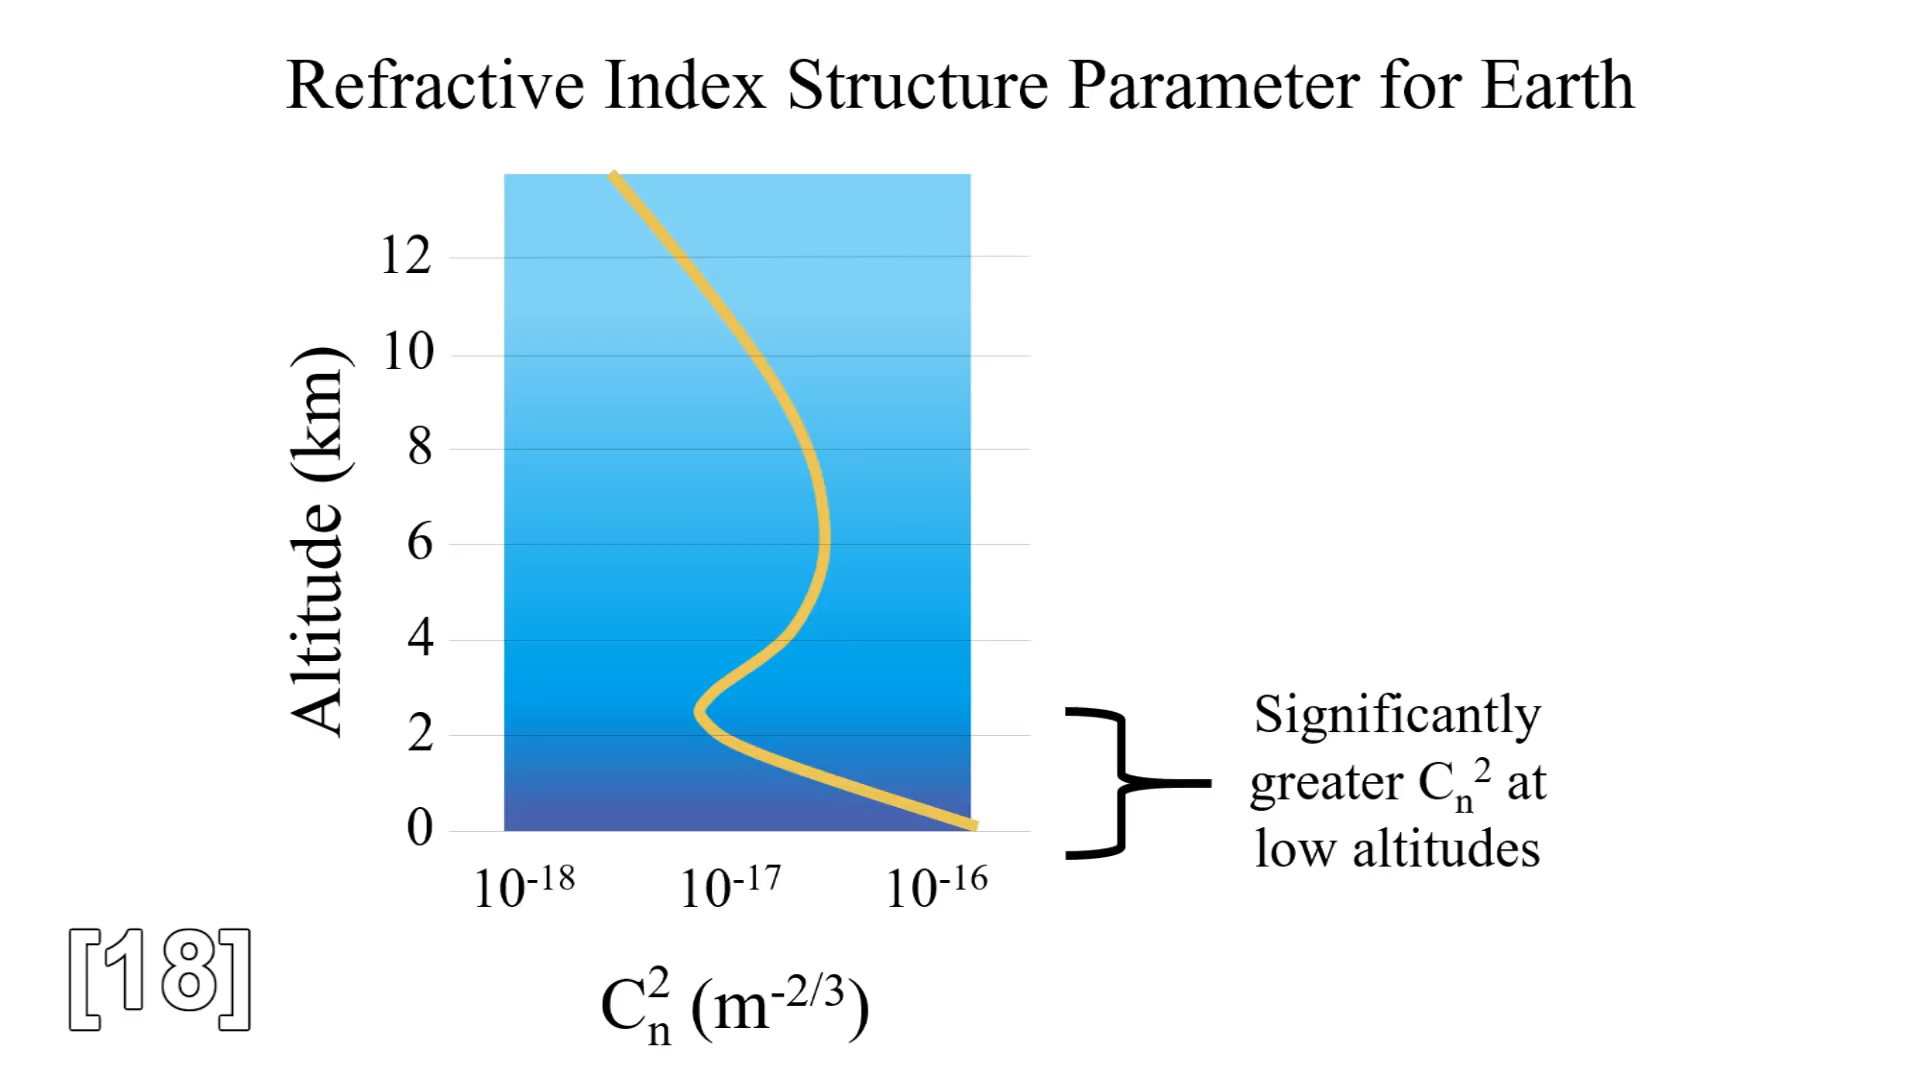 Refractive Index Structure Parameter for Earth
Altitude (km)
12
10
8
6
4
2
0
10⁻¹⁸ 10⁻¹⁷ 10⁻¹⁶
Cₙ² (m⁻²/³)
Significantly
greater Cₙ² at
low altitudes
[18]